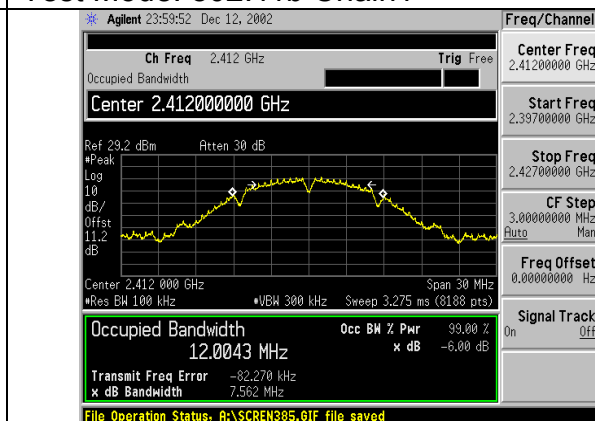 Agilent 23:59:52 Dec 12, 2002
Freq/Channel
Ch Freq 2.412 GHz Trig Free
Occupied Bandwidth
Center 2.412000000 GHz
Ref 29.2 dBm Atten 30 dB
#Peak
Log
10
dB/
Offst
11.2
dB
Center 2.412 000 GHz Span 30 MHz
#Res BW 100 kHz #VBW 300 kHz Sweep 3.275 ms (8188 pts)
Occupied Bandwidth Occ BW % Pwr 99.00 %
12.0043 MHz x dB -6.00 dB
Transmit Freq Error -82.270 kHz
x dB Bandwidth 7.562 MHz
File Operation Status, A:\SCREN385.GIF file saved
Center Freq
2.41200000 GHz
Start Freq
2.39700000 GHz
Stop Freq
2.42700000 GHz
CF Step
3.00000000 MHz
Auto Man
Freq Offset
0.00000000 Hz
Signal Track
On Off